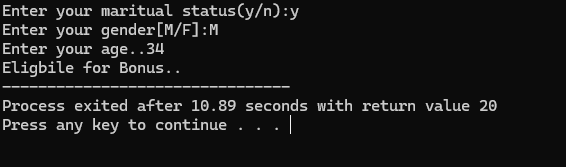 Enter your maritual status(y/n):y
Enter your gender[M/F]:M
Enter your age..34
Eligbile for Bonus..
--------------------------------
Process exited after 10.89 seconds with return value 20
Press any key to continue . . .